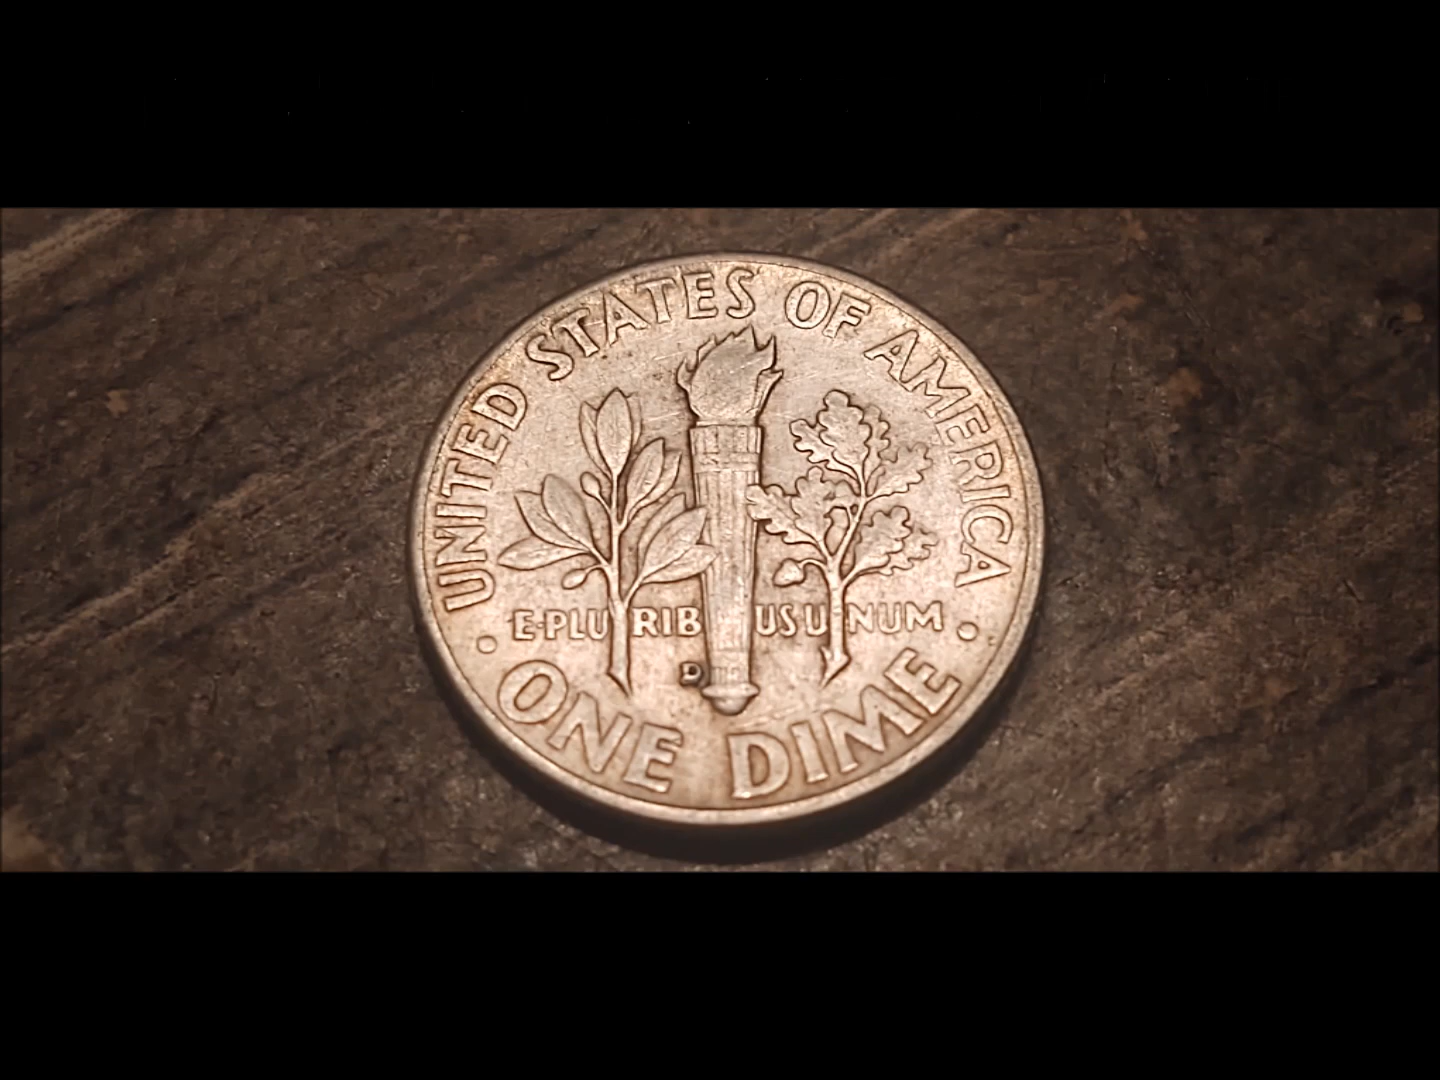 UNITED STATES OF AMERICA
E·PLURIBUS UNUM
D
· ONE DIME ·